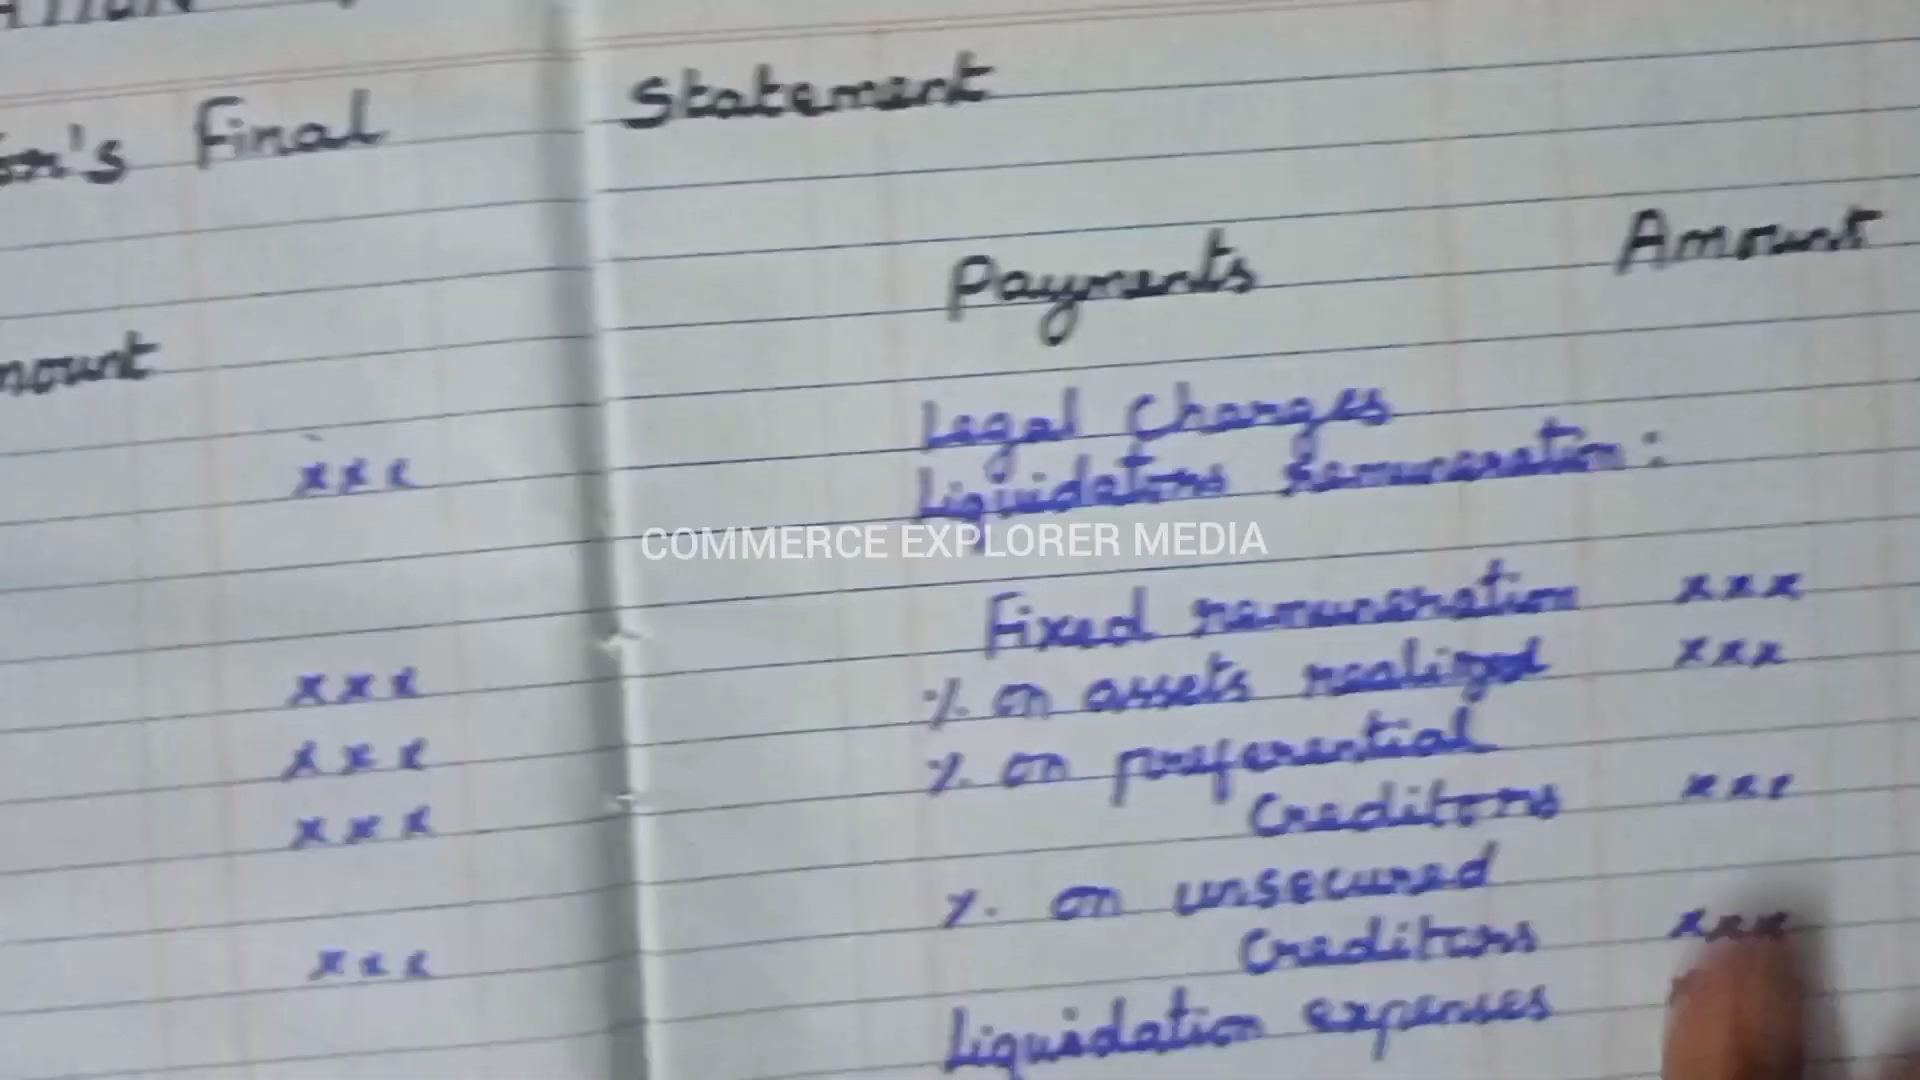 Final Statement
Payments Amount
mount
Legal Charges
xxx
Liquidators remuneration :
COMMERCE EXPLORER MEDIA
Fixed remuneration xxx
xxx
% on assets realized xxx
xxx
% on preferential
Creditors xxx
xxx
% on unsecured
Creditors xxx
xxx
Liquidation expenses